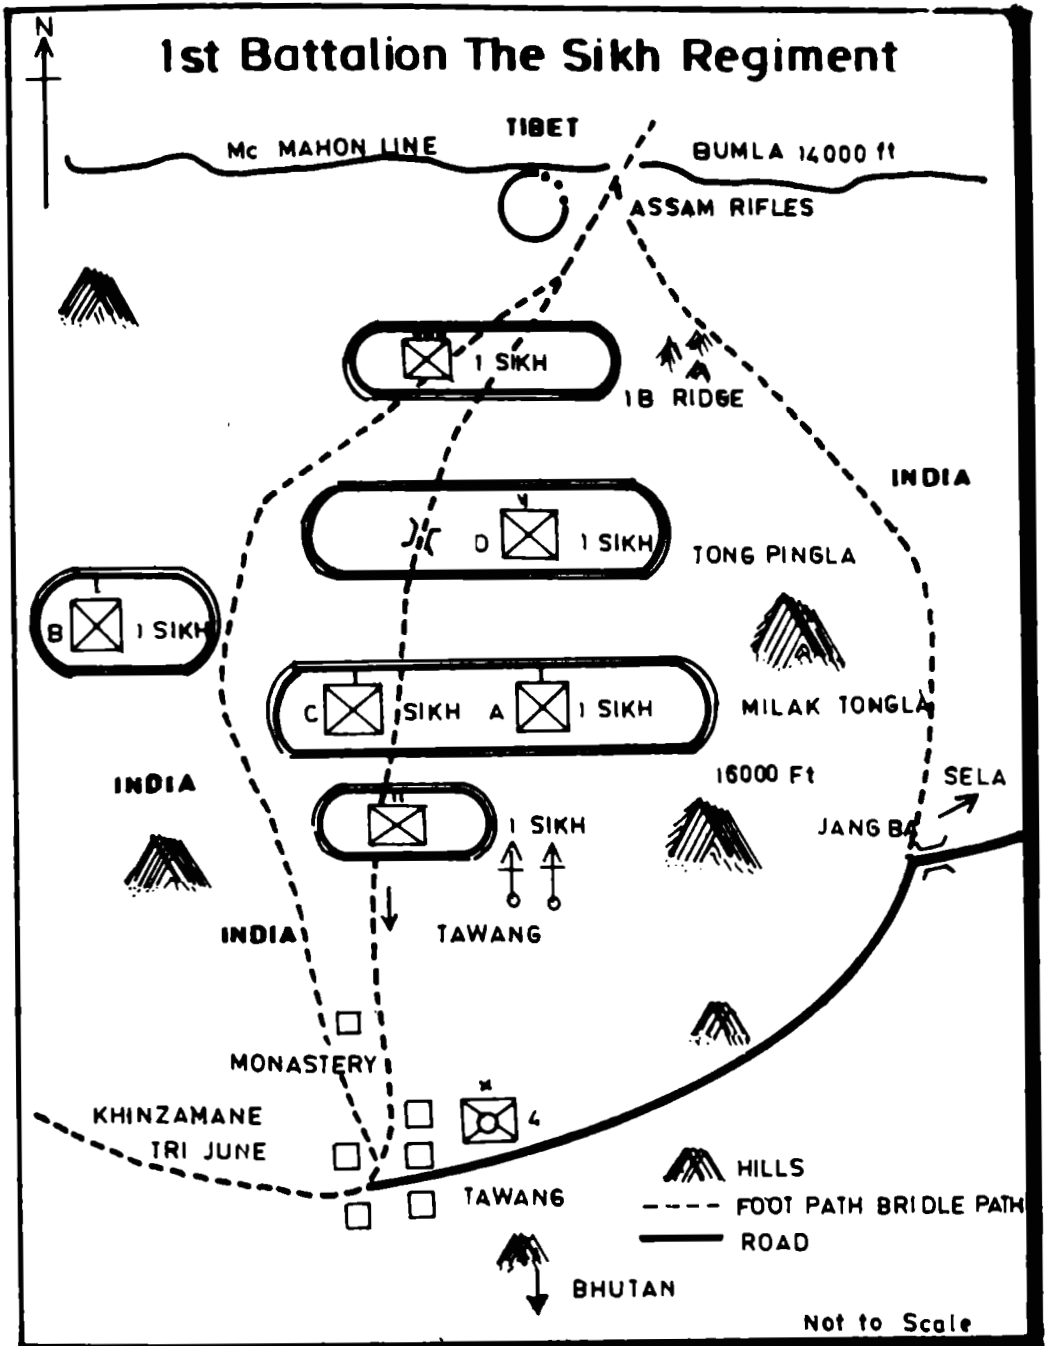 N
1st Battalion The Sikh Regiment
TIBET
Mc MAHON LINE
BUMLA 14000 ft
ASSAM RIFLES
1 SIKH
1B RIDGE
INDIA
D 1 SIKH
TONG PINGLA
B 1 SIKH
C SIKH A 1 SIKH
MILAK TONGLA
16000 Ft
INDIA
SELA
1 SIKH
JANG BA
INDIA
TAWANG
MONASTERY
KHINZAMANE
TRI JUNE
4
TAWANG
HILLS
FOOT PATH BRIDLE PATH
ROAD
BHUTAN
Not to Scale